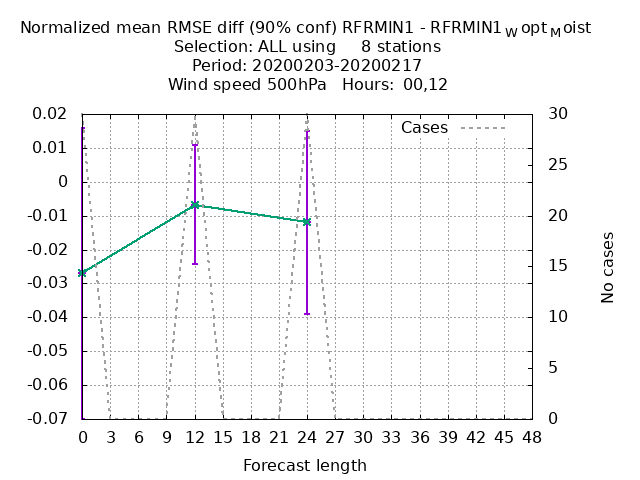 Normalized mean RMSE diff (90% conf) RFRMIN1 - RFRMIN1WoptMoist
Selection: ALL using 8 stations
Period: 20200203-20200217
Wind speed 500hPa Hours: 00,12
0.02
0.01
0
-0.01
-0.02
-0.03
-0.04
-0.05
-0.06
-0.07
Cases
30
25
20
15
10
5
0
No cases
0 3 6 9 12 15 18 21 24 27 30 33 36 39 42 45 48
Forecast length